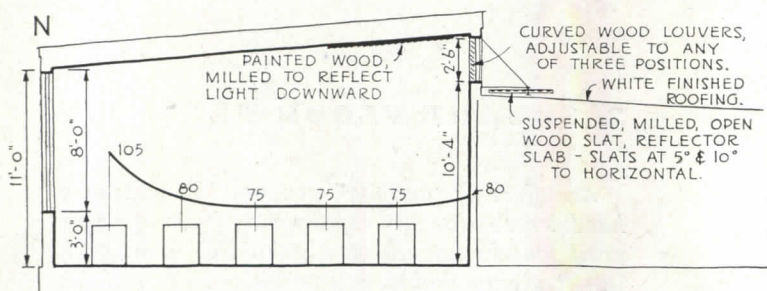 N
PAINTED WOOD,
MILLED TO REFLECT
LIGHT DOWNWARD
2'-6"
CURVED WOOD LOUVERS,
ADJUSTABLE TO ANY
OF THREE POSITIONS.
WHITE FINISHED
ROOFING.
SUSPENDED, MILLED, OPEN
WOOD SLAT, REFLECTOR
SLAB - SLATS AT 5° & 10°
TO HORIZONTAL.
11'-0"
8'-0"
3'-0"
10'-4"
105
80
75
75
75
80